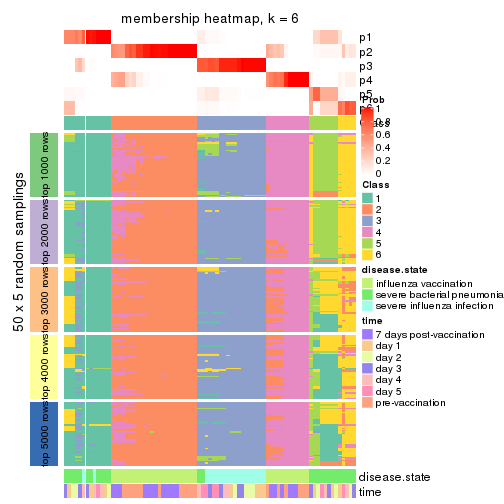 membership heatmap, k = 6
p1
p2
p3
p4
p5
p6
Prob
1
0.8
0.6
0.4
0.2
0
Class
1
2
3
4
5
6
disease.state
influenza vaccination
severe bacterial pneumonia
severe influenza infection
time
7 days post-vaccination
day 1
day 2
day 3
day 4
day 5
pre-vaccination
50 x 5 random samplings
top 1000 rows
top 2000 rows
top 3000 rows
top 4000 rows
top 5000 rows
disease.state
time